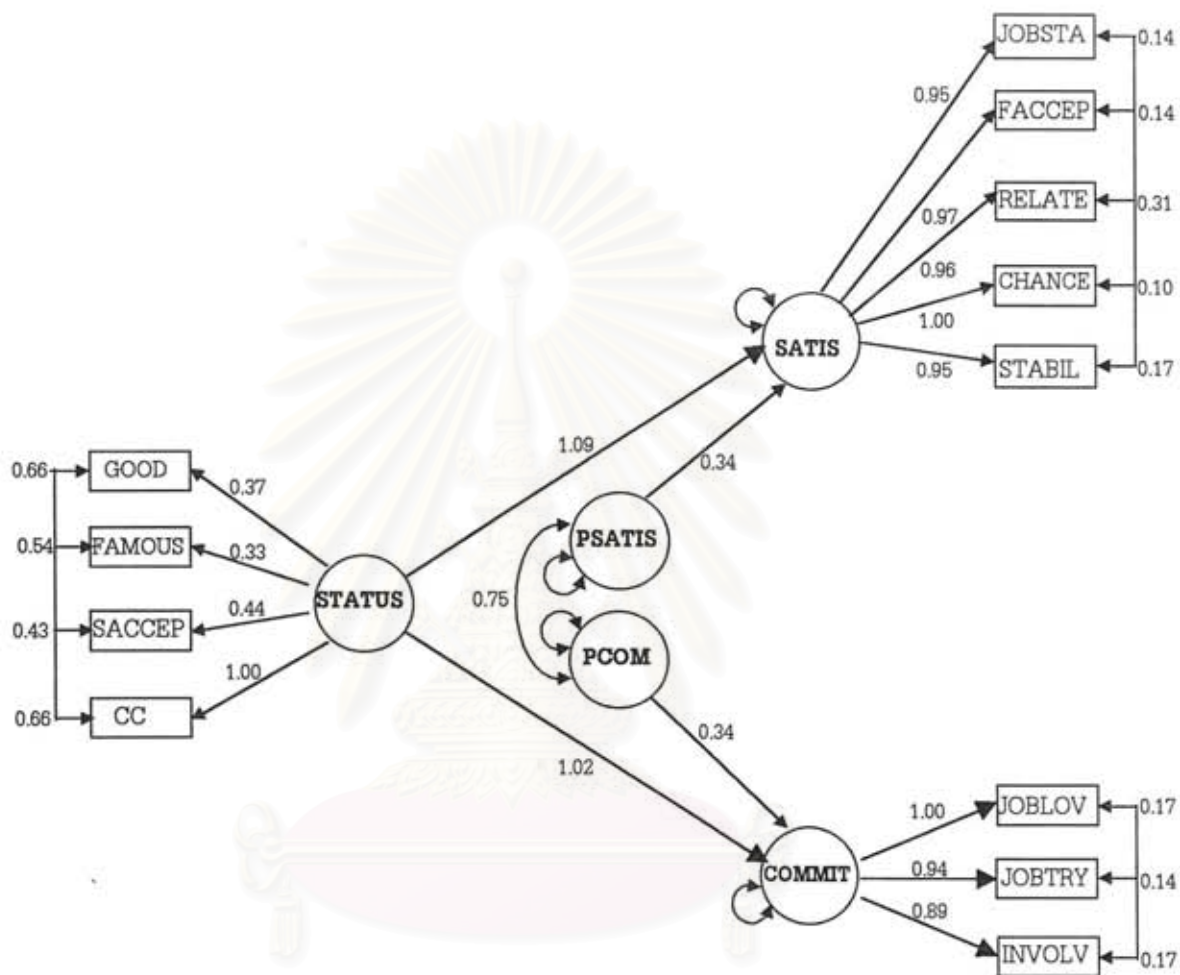 JOBSTA 0.14
0.95
FACCEP 0.14
RELATE 0.31
0.97
0.96
CHANCE 0.10
1.00
SATIS
0.95
STABIL 0.17
1.09
0.34
0.66 GOOD
0.37
PSATIS
0.54 FAMOUS
0.33
STATUS
0.75
0.44
0.43 SACCEP
PCOM
1.00
0.66 CC
0.34
1.02
1.00
JOBLOV 0.17
COMMIT
0.94
JOBTRY 0.14
0.89
INVOLV 0.17